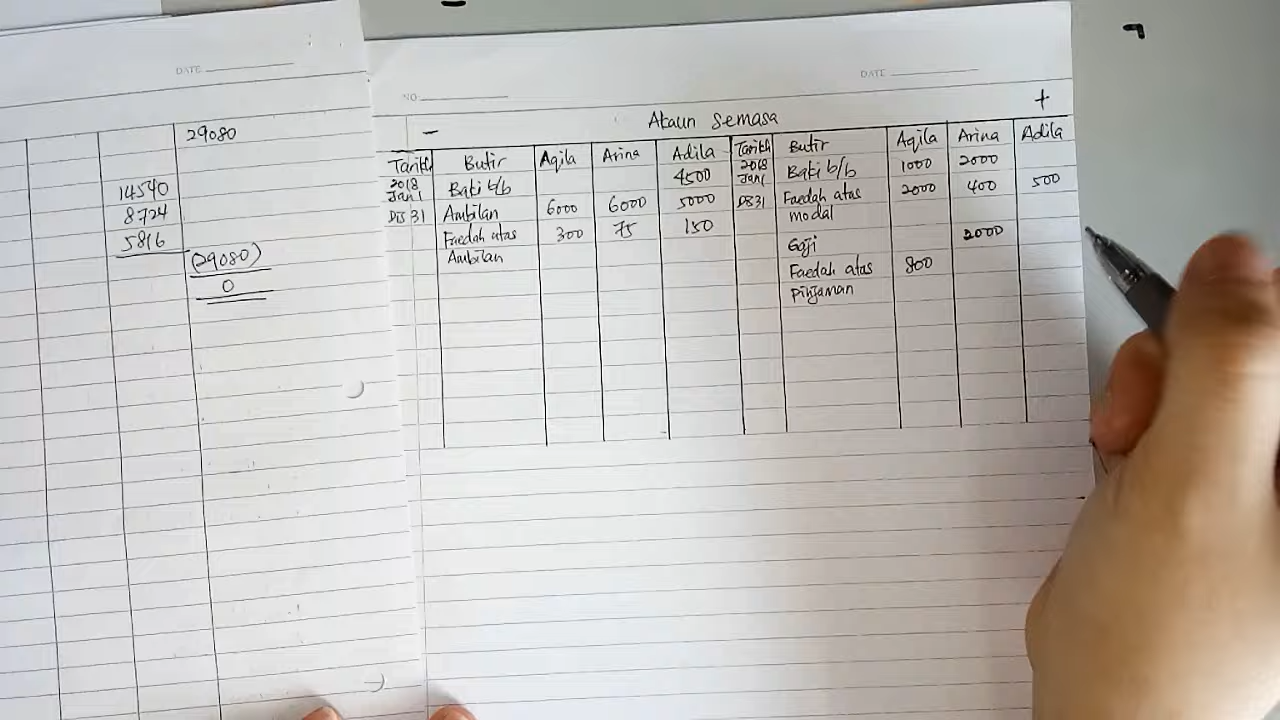 DATE
29080
14540
8724
5816
(29080)
0
NO.
DATE
Akaun Semasa
- +
Tarikh Butir Aqila Arina Adila Tarikh Butir Aqila Arina Adila
2018 Jan 1 Baki b/b 4500 2018 Jan 1 Baki b/b 1000 2000
Dis 31 Ambilan 6000 6000 5000 Dis 31 Faedah atas 2000 400 500
modal
Faedah atas 300 75 150
Ambilan
Gaji 2000
Faedah atas 800
Pinjaman